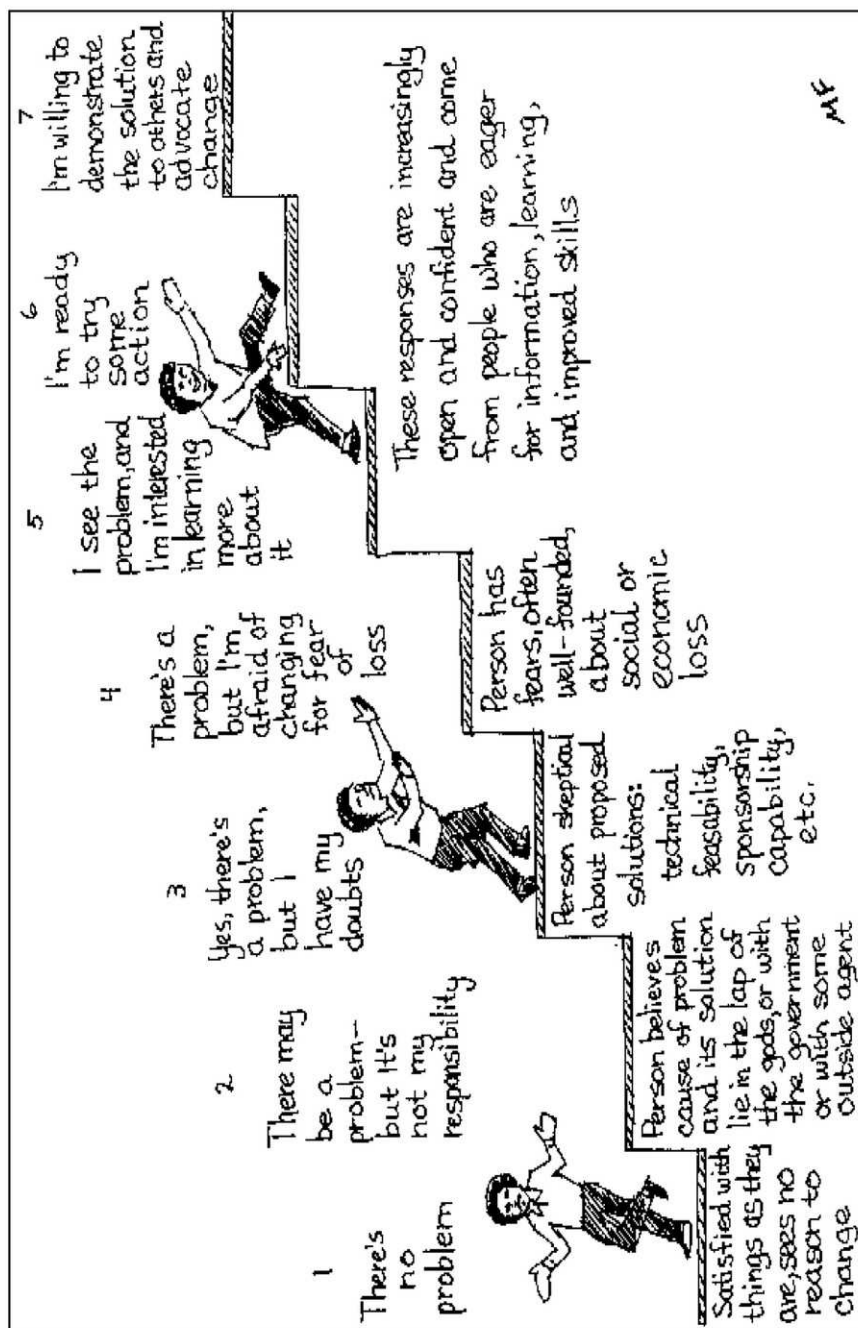 1
There's
no
problem
Satisfied with
things as they
are, sees no
reason to
change
2
There may
be a
problem–
but it's
not my
responsibility
Person believes
cause of problem
and its solution
lie in the lap of
the gods, or with
the government
or with some
outside agent
3
Yes, there's
a problem,
but I
have my
doubts
Person skeptical
about proposed
solutions:
technical
feasability,
sponsorship
capability,
etc.
4
There's a
problem,
but I'm
afraid of
changing
for fear
of
loss
Person has
fears, often
well-founded,
about
social or
economic
loss
5
I see the
problem, and
I'm interested
in learning
more
about
it
6
I'm ready
to try
some
action
7
I'm willing to
demonstrate
the solution
to others and
advocate
change
These responses are increasingly
open and confident and come
from people who are eager
for information, learning,
and improved skills
MF